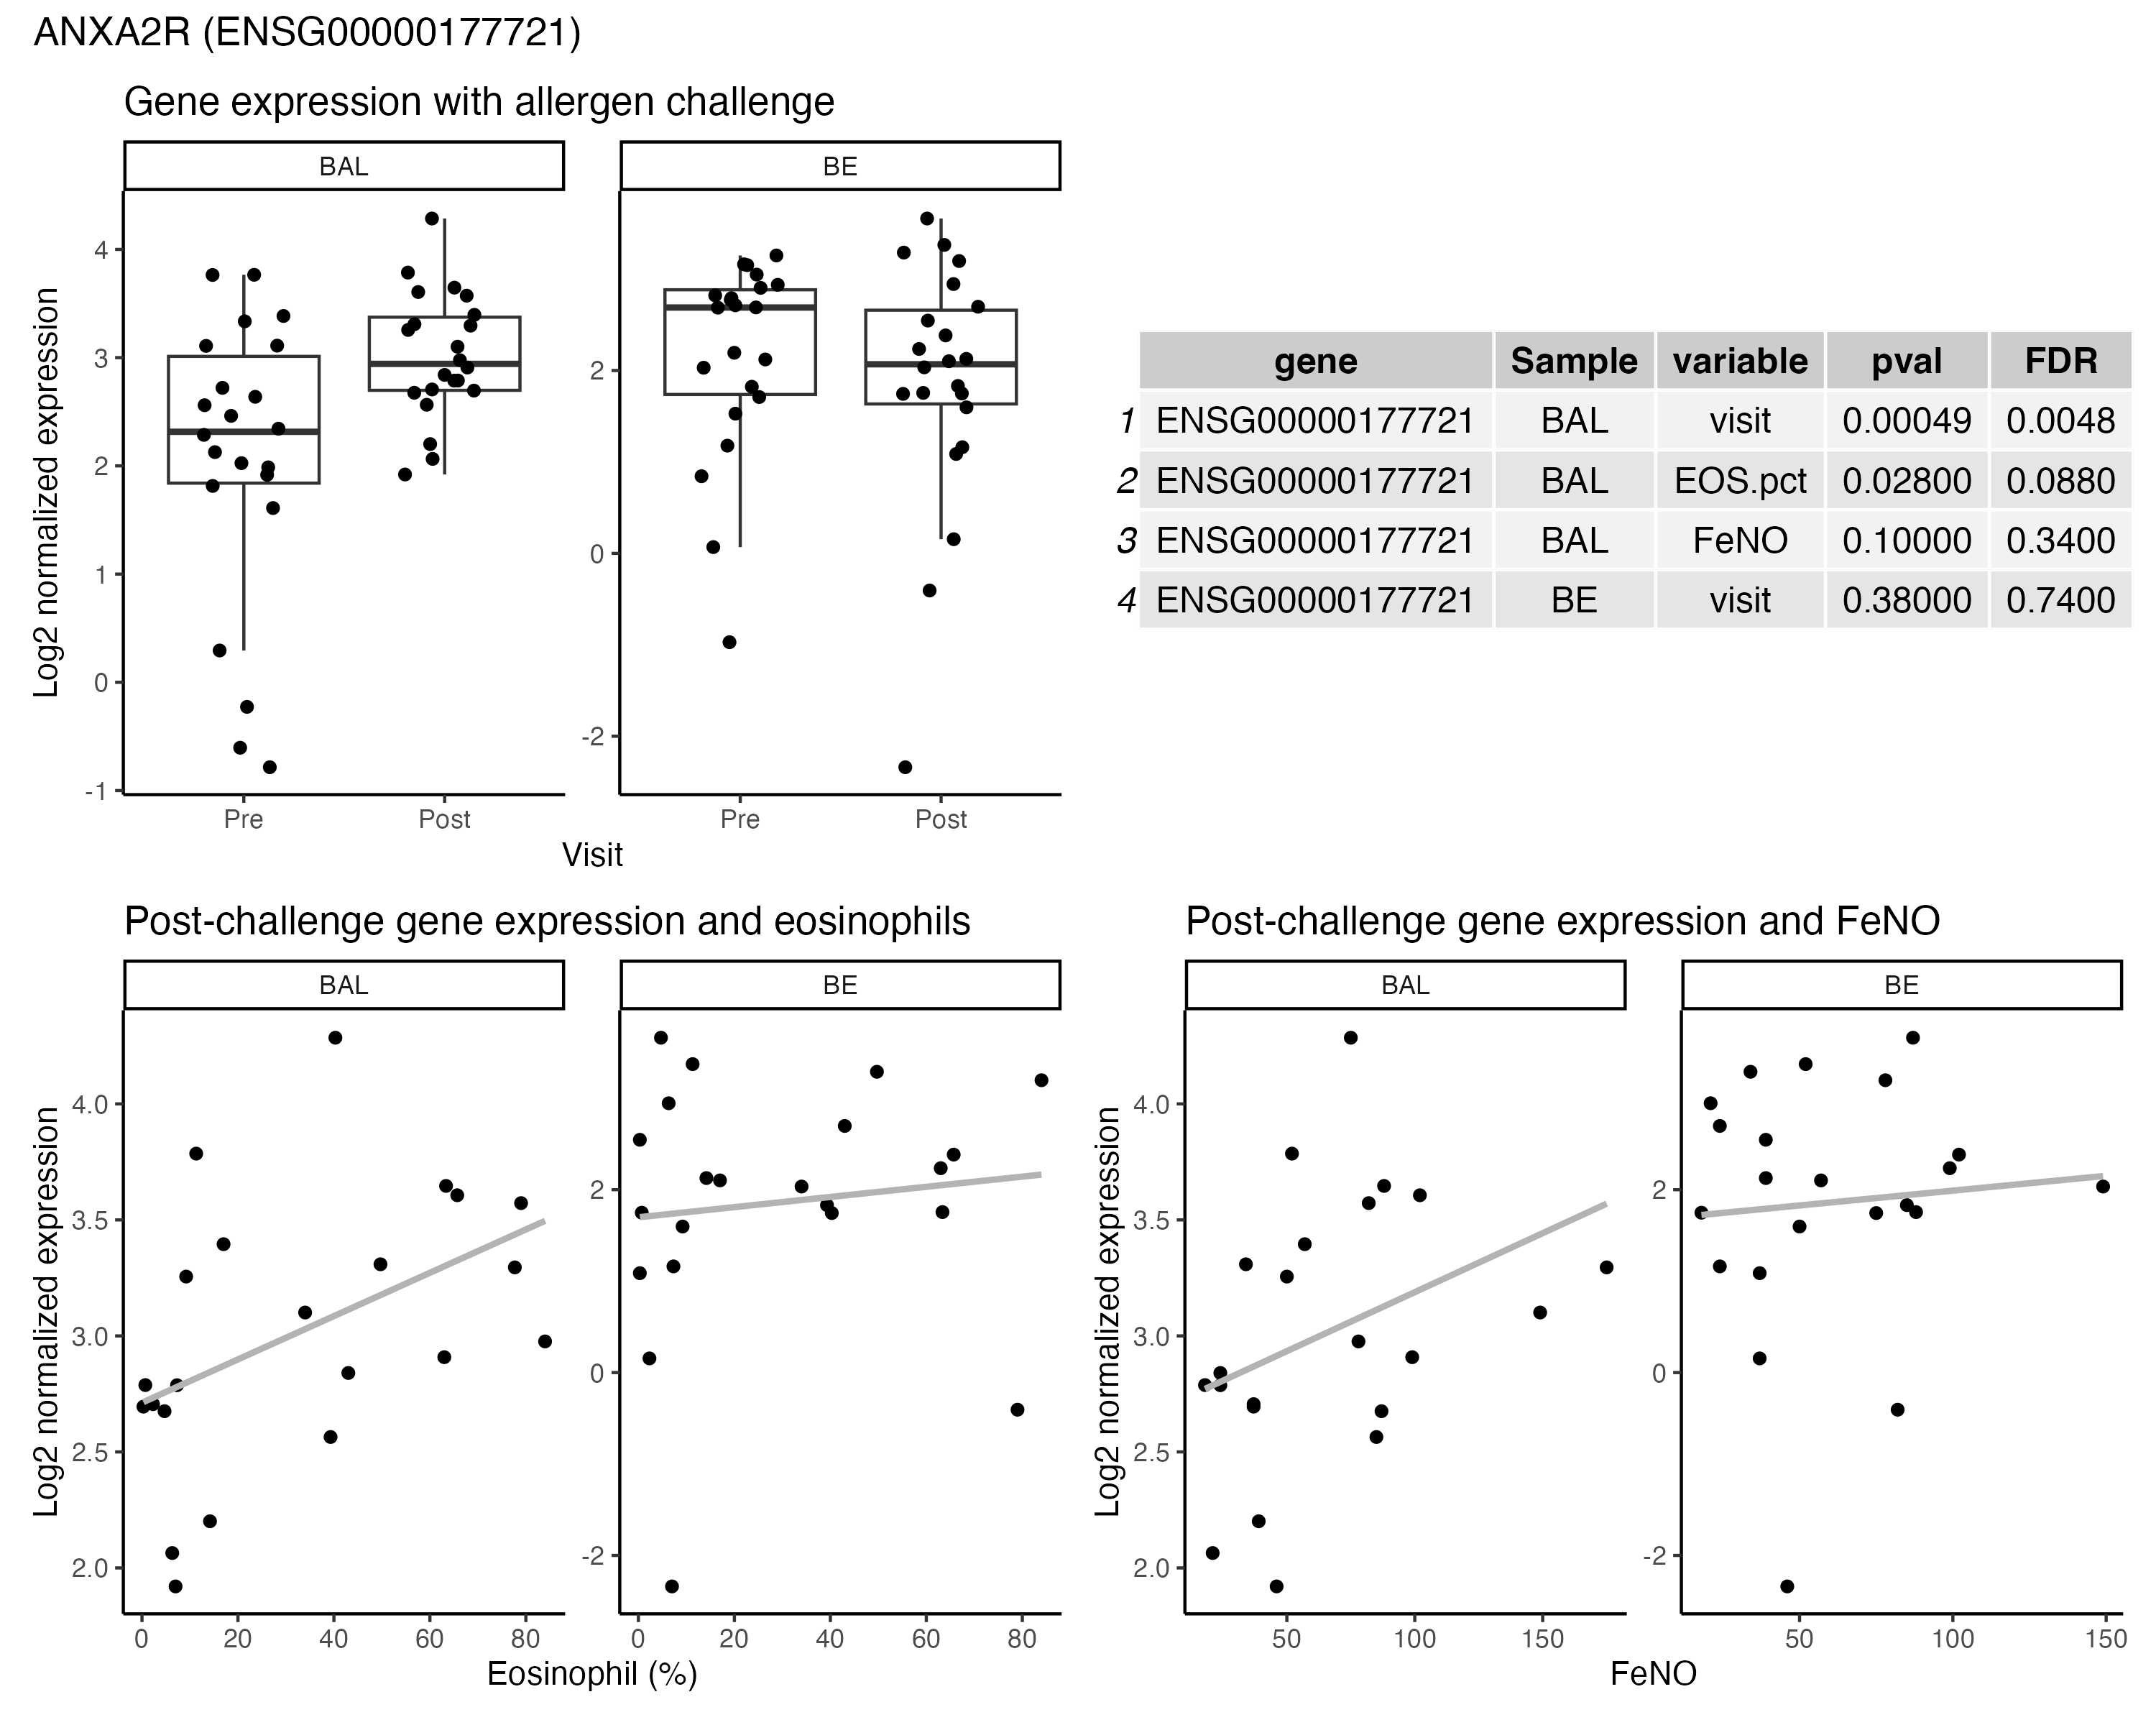 ANXA2R (ENSG00000177721)
Gene expression with allergen challenge
BAL
BE
Log2 normalized expression
4
3
2
1
0
-1
2
0
-2
Pre
Post
Pre
Post
Visit
gene Sample variable pval FDR
1 ENSG00000177721 BAL visit 0.00049 0.0048
2 ENSG00000177721 BAL EOS.pct 0.02800 0.0880
3 ENSG00000177721 BAL FeNO 0.10000 0.3400
4 ENSG00000177721 BE visit 0.38000 0.7400
Post-challenge gene expression and eosinophils
BAL
BE
Log2 normalized expression
4.0
3.5
3.0
2.5
2.0
2
0
-2
0 20 40 60 80
0 20 40 60 80
Eosinophil (%)
Post-challenge gene expression and FeNO
BAL
BE
Log2 normalized expression
4.0
3.5
3.0
2.5
2.0
2
0
-2
50 100 150
50 100 150
FeNO